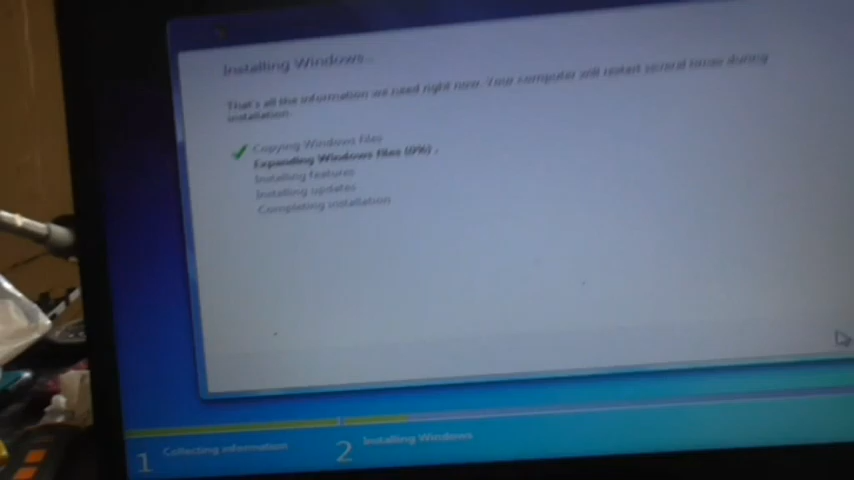 Installing Windows...
That's all the information we need right now. Your computer will restart several times during
installation.
Copying Windows files
Expanding Windows files (0%) .
Installing features
Installing updates
Completing installation
1 Collecting information
2 Installing Windows